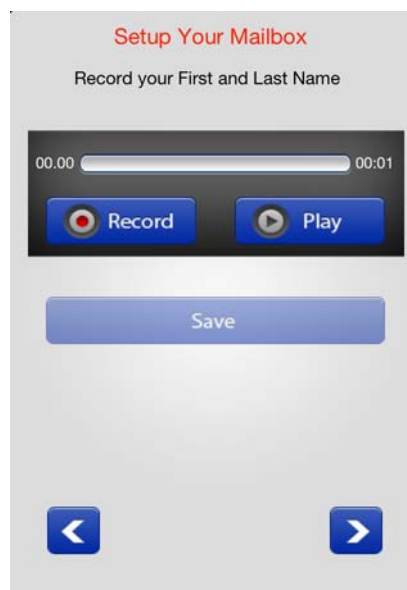 Setup Your Mailbox
Record your First and Last Name
00.00 00:01
Record Play
Save